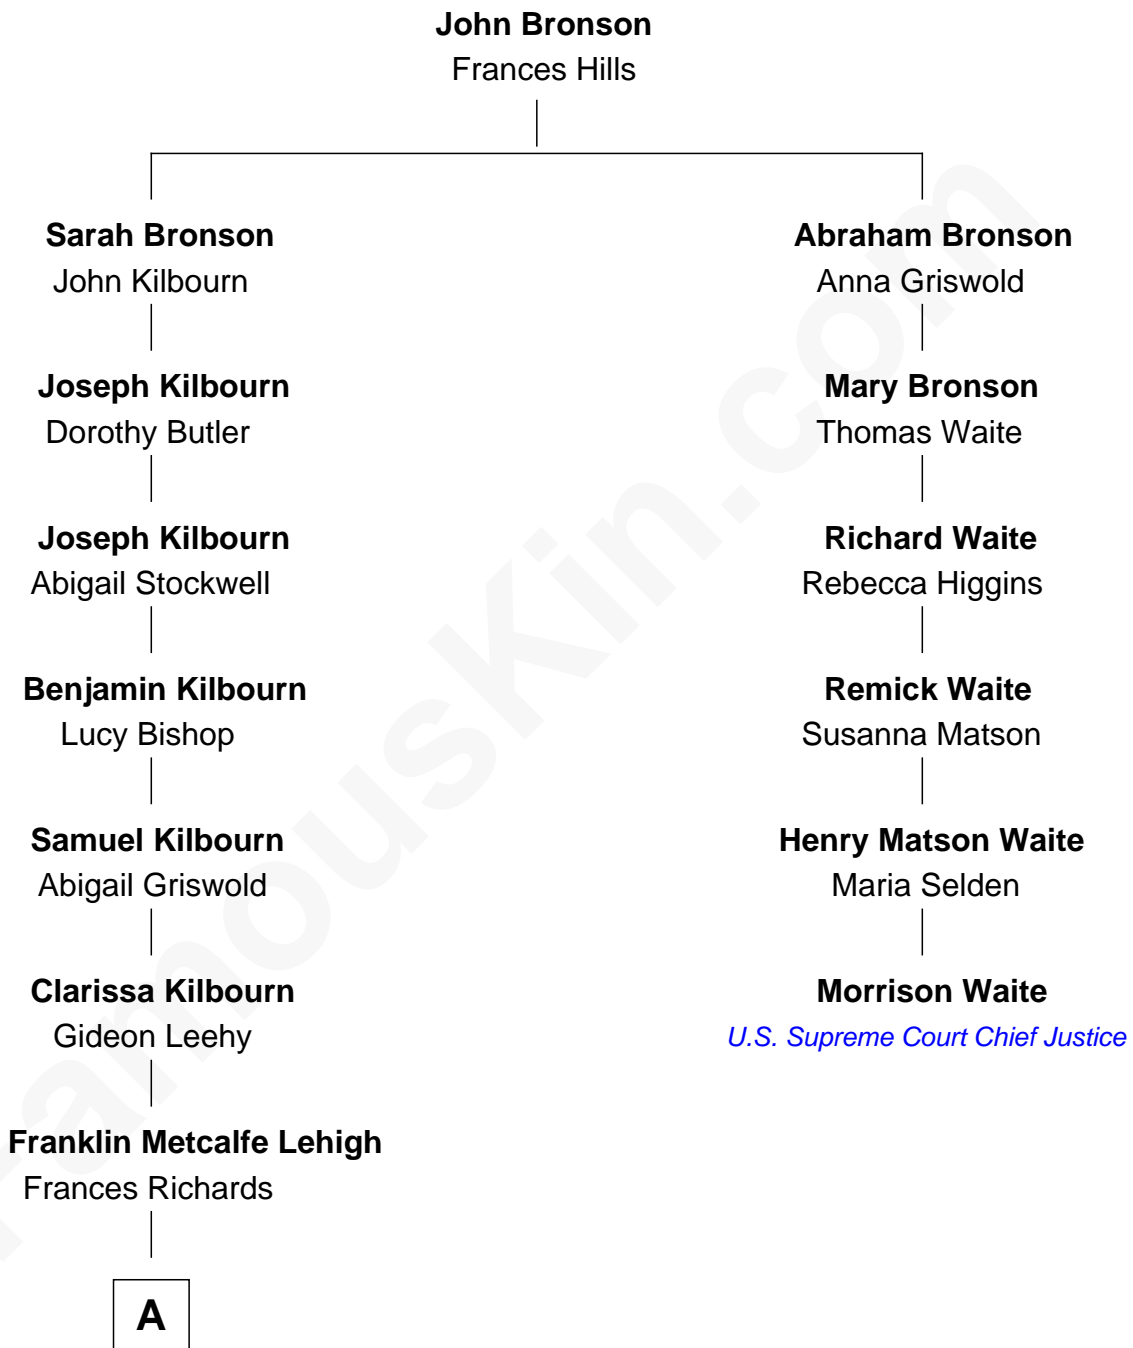 John Bronson
Frances Hills
Sarah Bronson
John Kilbourn
Abraham Bronson
Anna Griswold
Joseph Kilbourn
Dorothy Butler
Mary Bronson
Thomas Waite
Joseph Kilbourn
Abigail Stockwell
Richard Waite
Rebecca Higgins
Benjamin Kilbourn
Lucy Bishop
Remick Waite
Susanna Matson
Samuel Kilbourn
Abigail Griswold
Henry Matson Waite
Maria Selden
Clarissa Kilbourn
Gideon Leehy
Morrison Waite
U.S. Supreme Court Chief Justice
Franklin Metcalfe Lehigh
Frances Richards
A
FamousKin.com